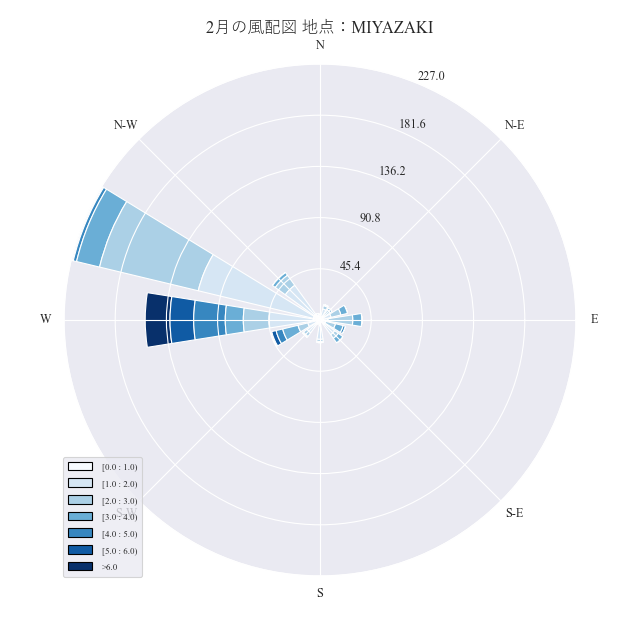 2月の風配図 地点：MIYAZAKI
N
227.0
N-W
181.6
N-E
136.2
90.8
45.4
W
E
[0.0 : 1.0)
[1.0 : 2.0)
[2.0 : 3.0)
[3.0 : 4.0)
S-W
S-E
[4.0 : 5.0)
[5.0 : 6.0)
>6.0
S